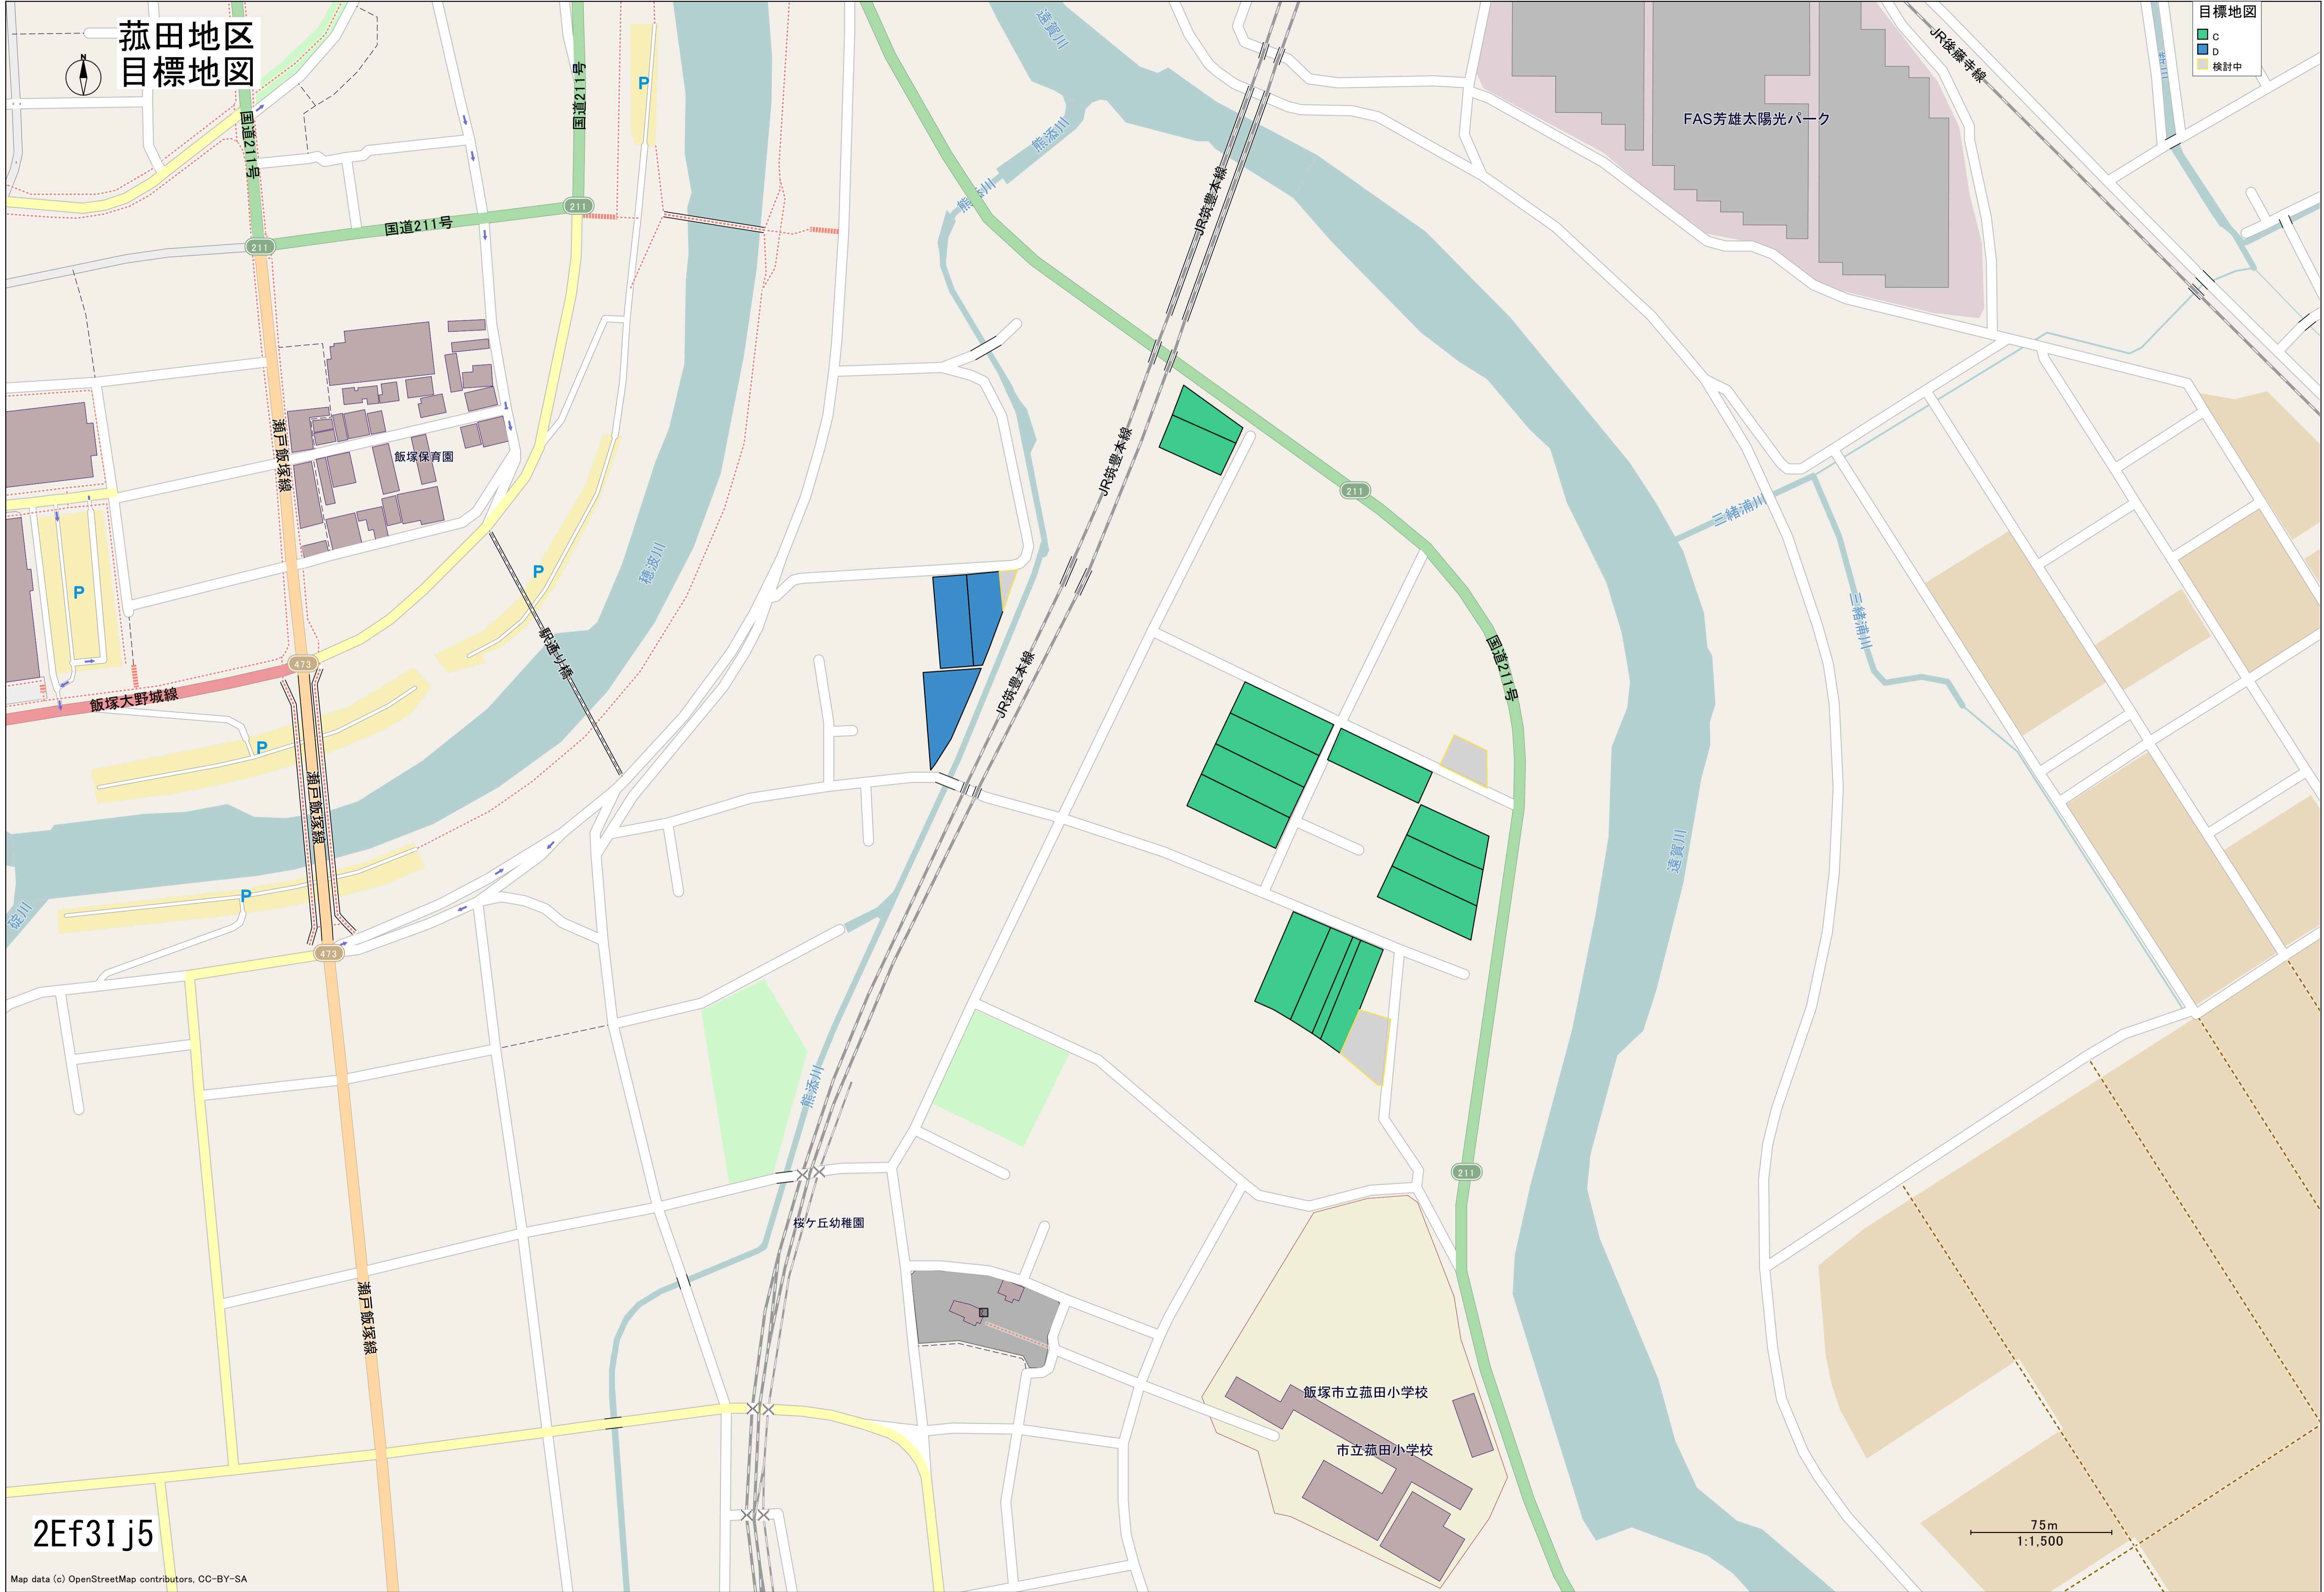 菰田地区
目標地図
N
目標地図
C
D
検討中
国道211号
国道211号
国道211号
211
211
P
遠賀川
熊添川
熊添川
JR筑豊本線
FAS芳雄太陽光パーク
JR後藤寺線
瀬戸飯塚線
飯塚保育園
JR筑豊本線
211
P
P
穂波川
駅通り橋
三緒浦川
三緒浦川
国道211号
473
飯塚大野城線
JR筑豊本線
P
瀬戸飯塚線
遠賀川
P
碇川
473
熊添川
211
桜ケ丘幼稚園
瀬戸飯塚線
飯塚市立菰田小学校
市立菰田小学校
2Ef3Ij5
75m
1:1,500
Map data (c) OpenStreetMap contributors, CC-BY-SA